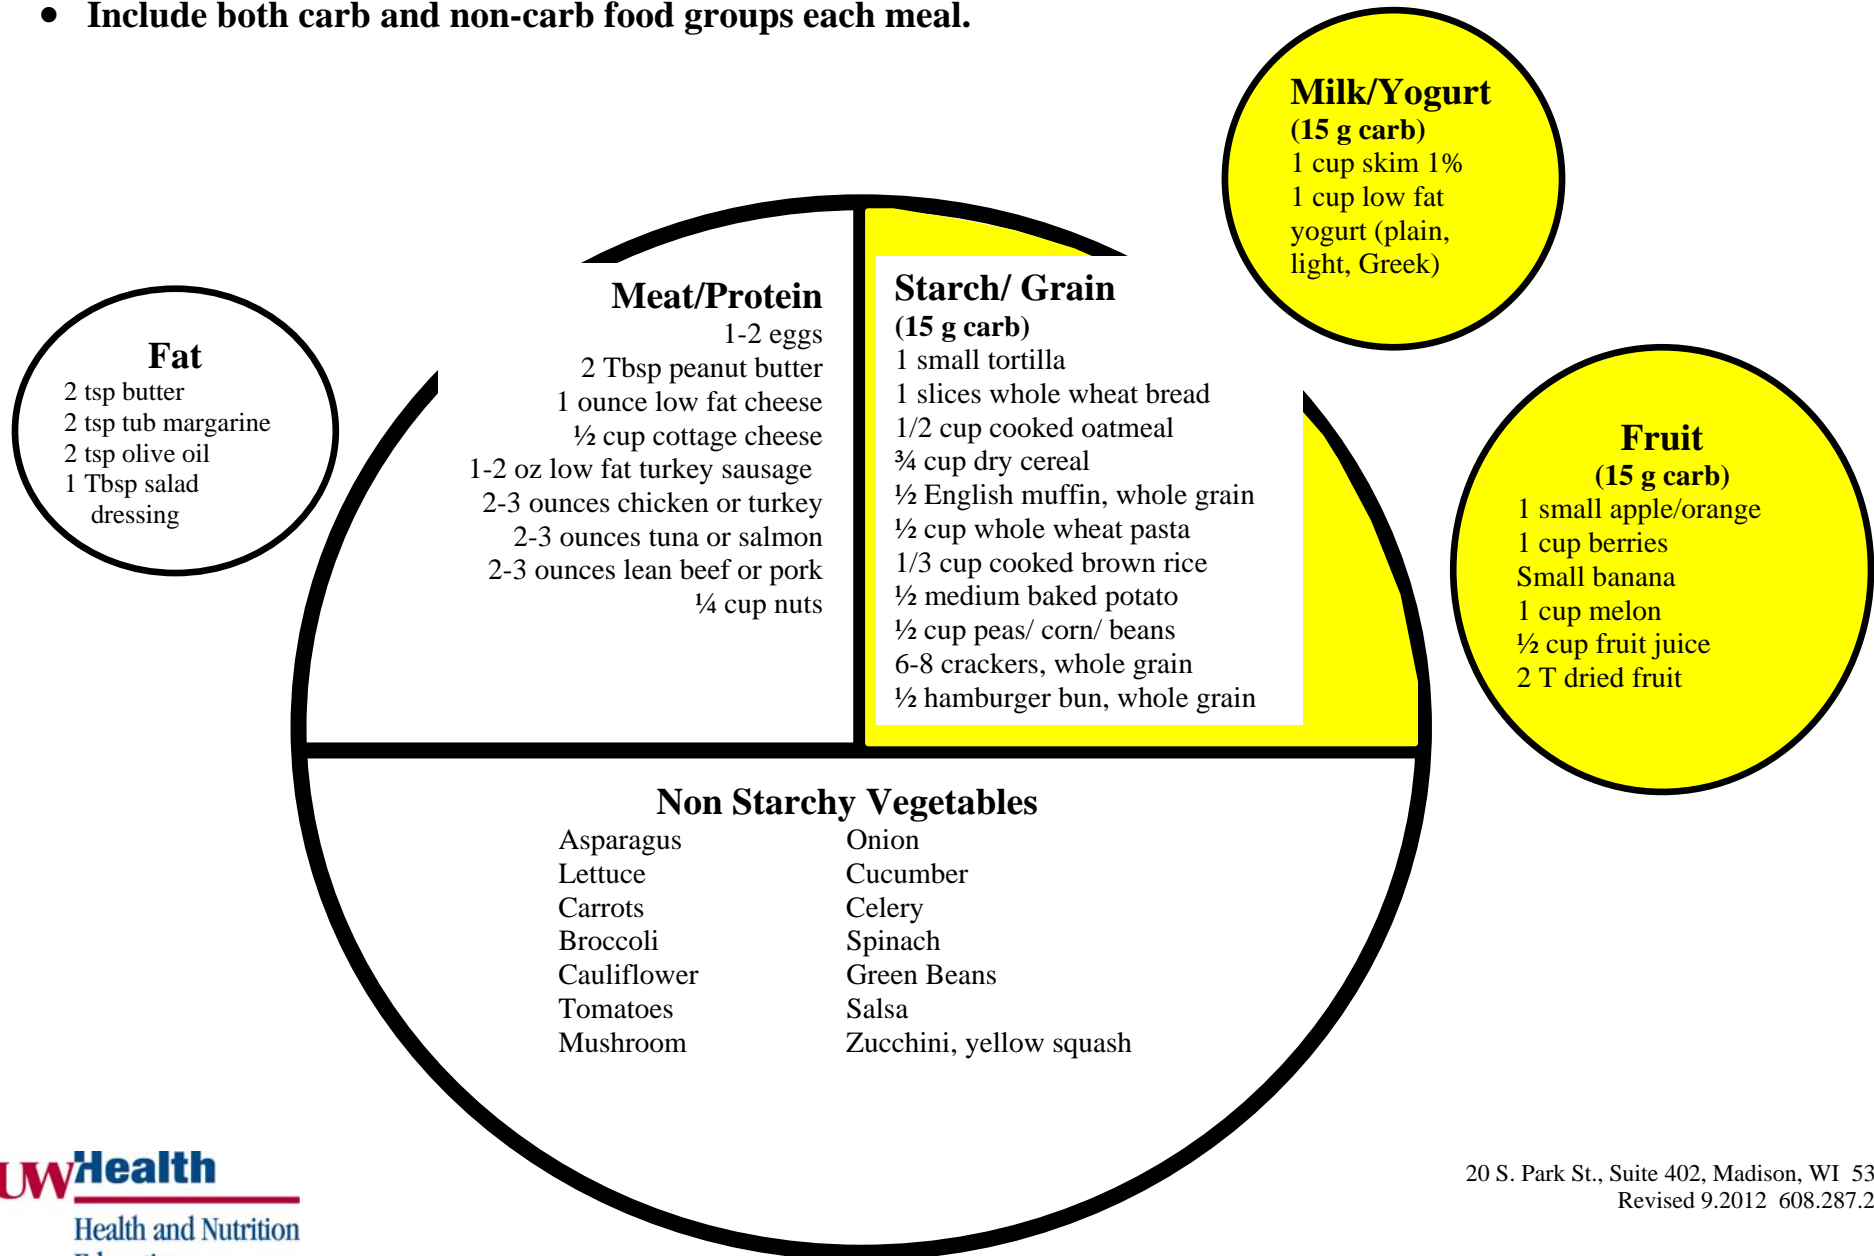 • Include both carb and non-carb food groups each meal.
Milk/Yogurt
(15 g carb)
1 cup skim 1%
1 cup low fat
yogurt (plain,
light, Greek)
Fat
2 tsp butter
2 tsp tub margarine
2 tsp olive oil
1 Tbsp salad
dressing
Meat/Protein
1-2 eggs
2 Tbsp peanut butter
1 ounce low fat cheese
½ cup cottage cheese
1-2 oz low fat turkey sausage
2-3 ounces chicken or turkey
2-3 ounces tuna or salmon
2-3 ounces lean beef or pork
¼ cup nuts
Starch/ Grain
(15 g carb)
1 small tortilla
1 slices whole wheat bread
1/2 cup cooked oatmeal
¾ cup dry cereal
½ English muffin, whole grain
½ cup whole wheat pasta
1/3 cup cooked brown rice
½ medium baked potato
½ cup peas/ corn/ beans
6-8 crackers, whole grain
½ hamburger bun, whole grain
Fruit
(15 g carb)
1 small apple/orange
1 cup berries
Small banana
1 cup melon
½ cup fruit juice
2 T dried fruit
Non Starchy Vegetables
Asparagus
Lettuce
Carrots
Broccoli
Cauliflower
Tomatoes
Mushroom
Onion
Cucumber
Celery
Spinach
Green Beans
Salsa
Zucchini, yellow squash
UWHealth
Health and Nutrition
20 S. Park St., Suite 402, Madison, WI 53
Revised 9.2012 608.287.2